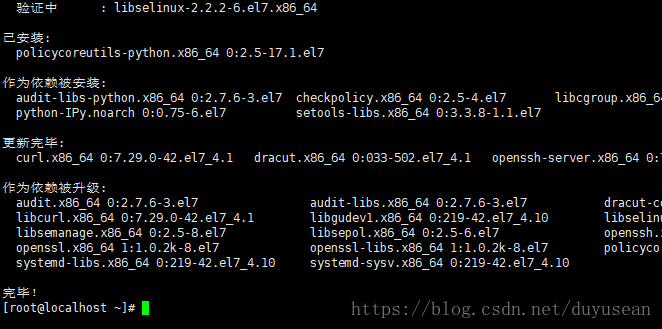 验证中      : libselinux-2.2.2-6.el7.x86_64
已安装:
policycoreutils-python.x86_64 0:2.5-17.1.el7
作为依赖被安装:
audit-libs-python.x86_64 0:2.7.6-3.el7  checkpolicy.x86_64 0:2.5-4.el7  libcgroup.x86_64
python-IPy.noarch 0:0.75-6.el7  setools-libs.x86_64 0:3.3.8-1.1.el7
更新完毕:
curl.x86_64 0:7.29.0-42.el7_4.1  dracut.x86_64 0:033-502.el7_4.1  openssh-server.x86_64 0:7
作为依赖被升级:
audit.x86_64 0:2.7.6-3.el7  audit-libs.x86_64 0:2.7.6-3.el7  dracut-co
libcurl.x86_64 0:7.29.0-42.el7_4.1  libgudev1.x86_64 0:219-42.el7_4.10  libselin
libsemanage.x86_64 0:2.5-8.el7  libsepol.x86_64 0:2.5-6.el7  openssh.x
openssl.x86_64 1:1.0.2k-8.el7  openssl-libs.x86_64 1:1.0.2k-8.el7  policyco
systemd-libs.x86_64 0:219-42.el7_4.10  systemd-sysv.x86_64 0:219-42.el7_4.10
完毕！
[root@localhost ~]#
https://blog.csdn.net/duyusean